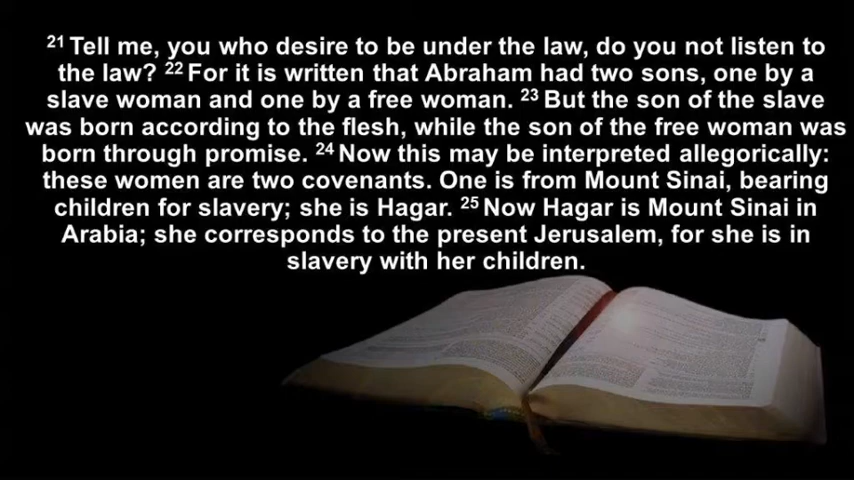 21 Tell me, you who desire to be under the law, do you not listen to
the law? 22 For it is written that Abraham had two sons, one by a
slave woman and one by a free woman. 23 But the son of the slave
was born according to the flesh, while the son of the free woman was
born through promise. 24 Now this may be interpreted allegorically:
these women are two covenants. One is from Mount Sinai, bearing
children for slavery; she is Hagar. 25 Now Hagar is Mount Sinai in
Arabia; she corresponds to the present Jerusalem, for she is in
slavery with her children.